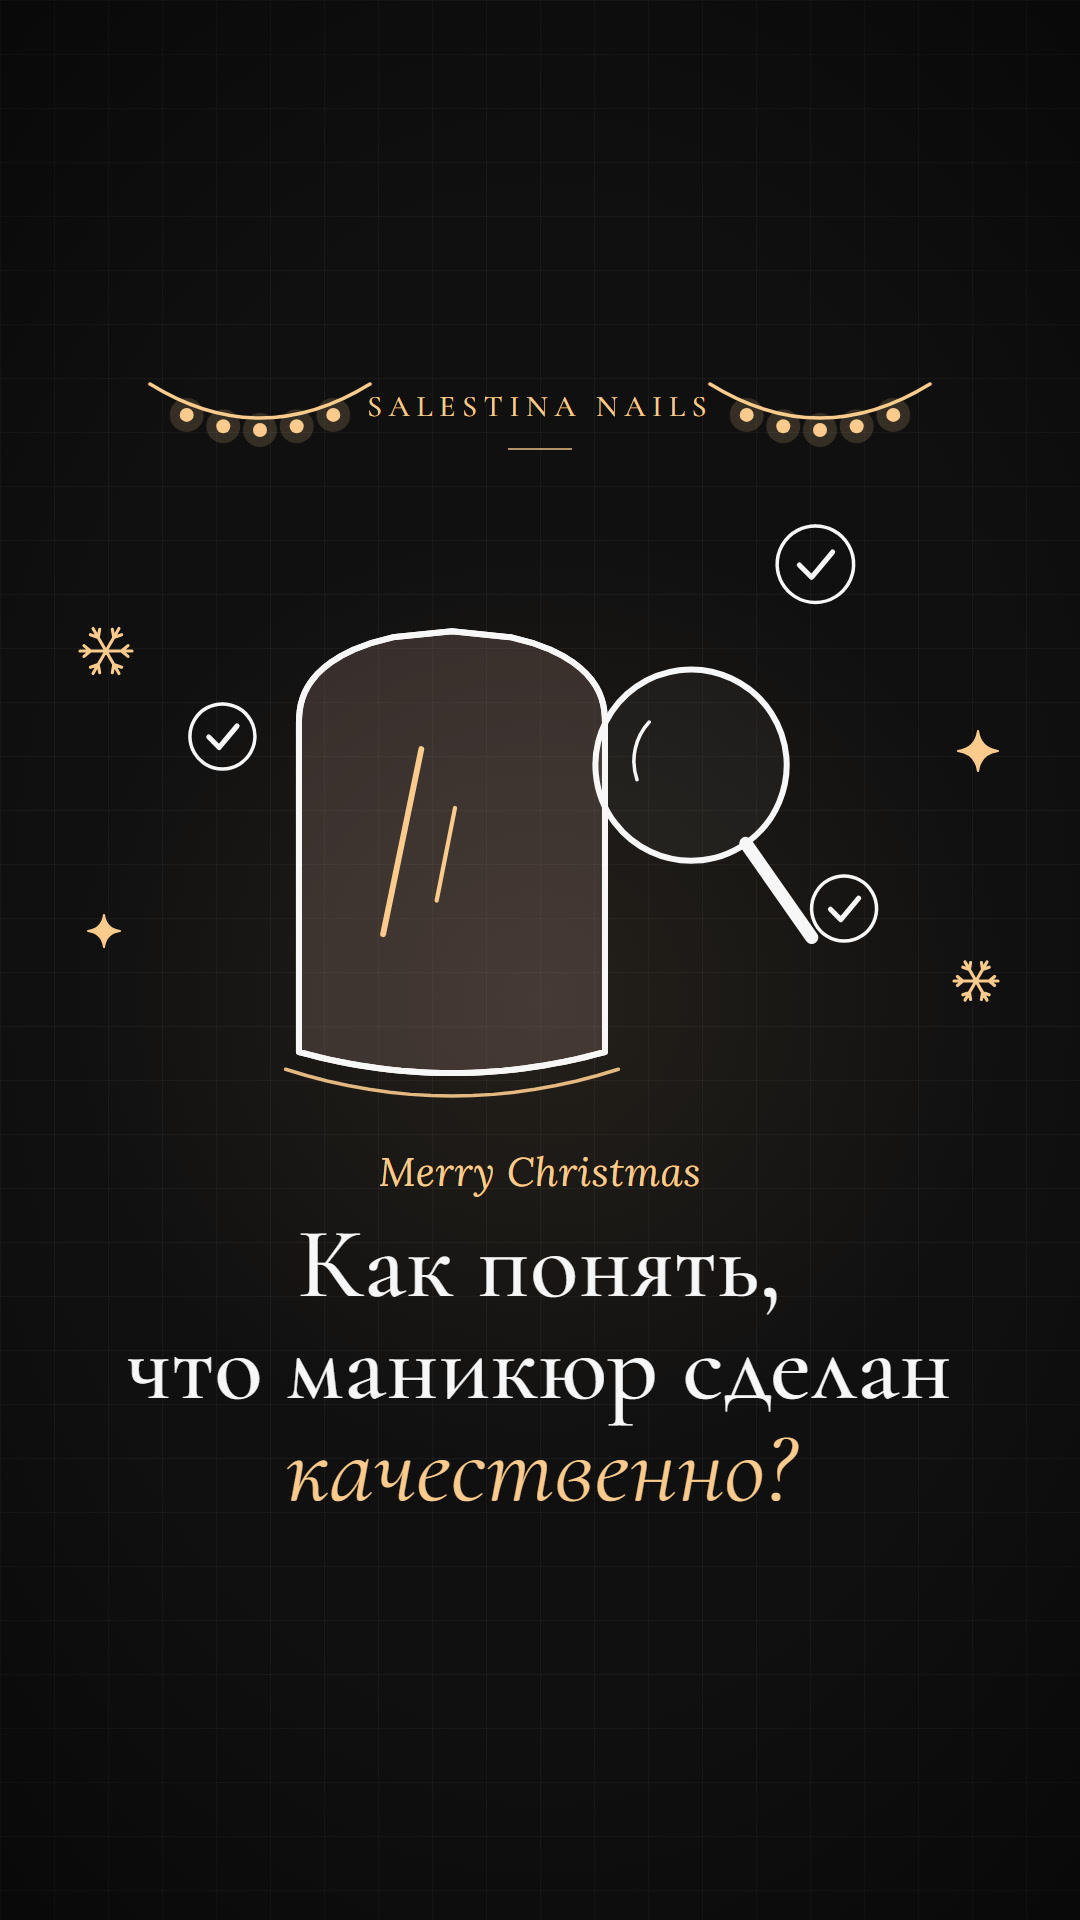 SALESTINA NAILS
Merry Christmas
Как понять,
что маникюр сделан
качественно?